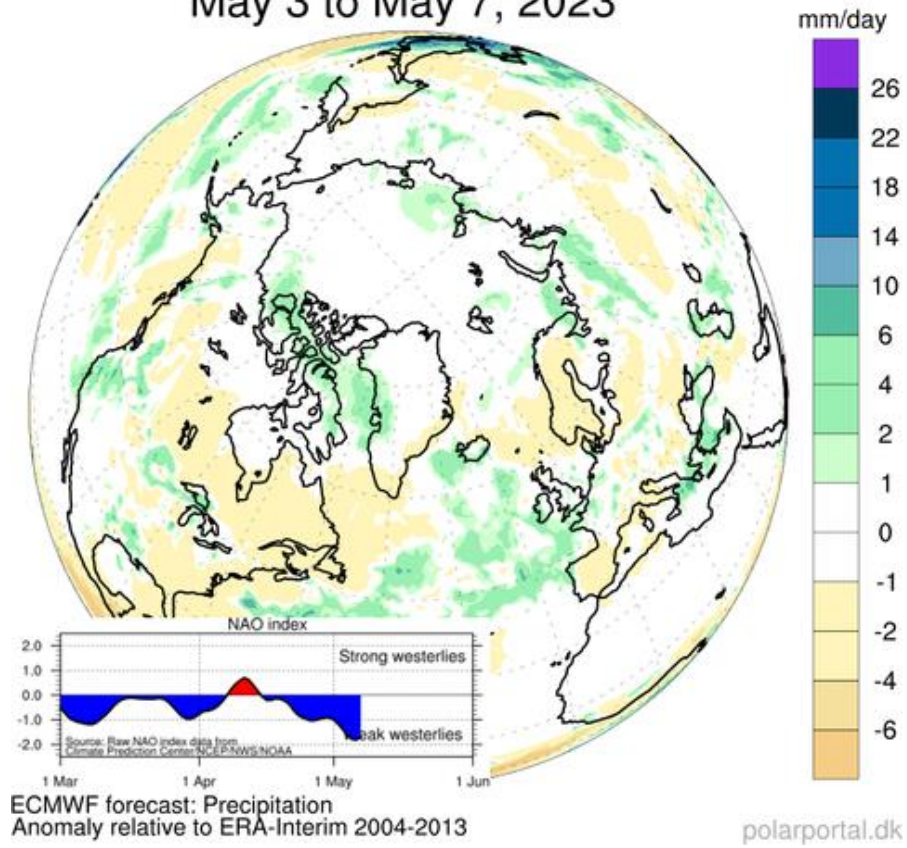 May 3 to May 7, 2023
mm/day
26
22
18
14
10
6
4
2
1
0
-1
-2
-4
-6
NAO index
2.0
1.0
0.0
-1.0
-2.0
Strong westerlies
eak westerlies
Source: Raw NAO index data from
Climate Prediction Center/NCEP/NWS/NOAA
1 Mar
1 Apr
1 May
1 Jun
ECMWF forecast: Precipitation
Anomaly relative to ERA-Interim 2004-2013
polarportal.dk